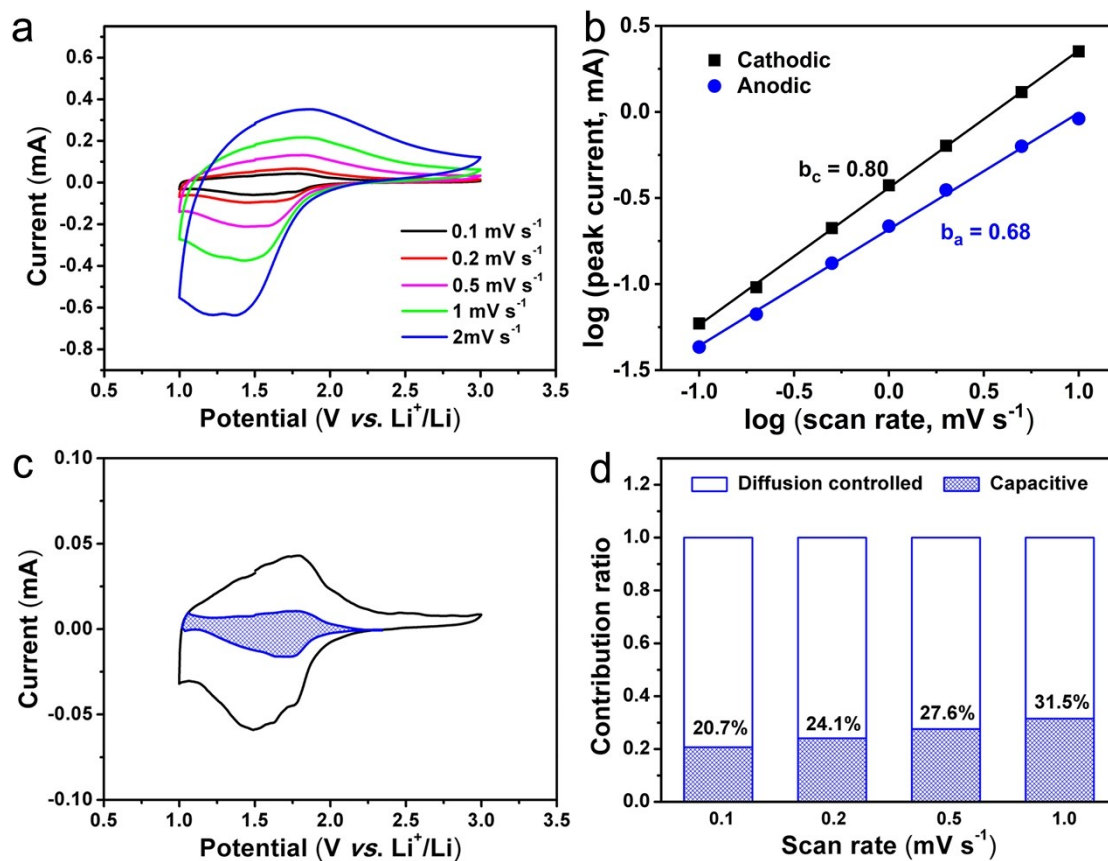 a
0.6
0.4
0.2
0.0
-0.2
-0.4
-0.6
-0.8
Current (mA)
0.1 mV s⁻¹
0.2 mV s⁻¹
0.5 mV s⁻¹
1 mV s⁻¹
2mV s⁻¹
0.5 1.0 1.5 2.0 2.5 3.0 3.5
Potential (V vs. Li⁺/Li)
b
0.5
0.0
-0.5
-1.0
-1.5
log (peak current, mA)
Cathodic
Anodic
b_c = 0.80
b_a = 0.68
-1.0 -0.5 0.0 0.5 1.0
log (scan rate, mV s⁻¹)
c
0.10
0.05
0.00
-0.05
-0.10
Current (mA)
0.5 1.0 1.5 2.0 2.5 3.0 3.5
Potential (V vs. Li⁺/Li)
d
1.2
1.0
0.8
0.6
0.4
0.2
0.0
Contribution ratio
Diffusion controlled Capacitive
20.7% 24.1% 27.6% 31.5%
0.1 0.2 0.5 1.0
Scan rate (mV s⁻¹)